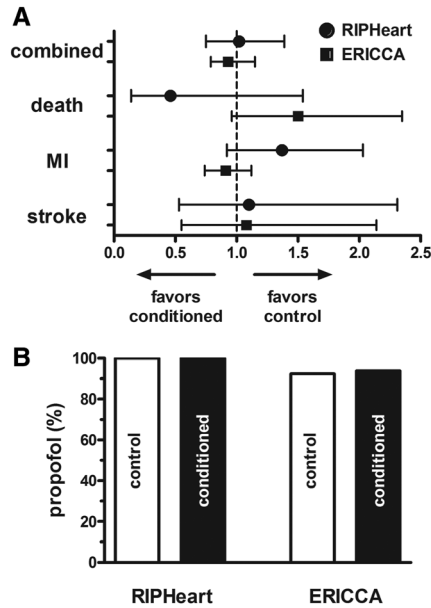 A
RIPHeart
ERICCA
combined
death
MI
stroke
0.0 0.5 1.0 1.5 2.0 2.5
favors
conditioned
favors
control
B
propofol (%)
100
80
60
40
20
0
control
conditioned
control
conditioned
RIPHeart ERICCA